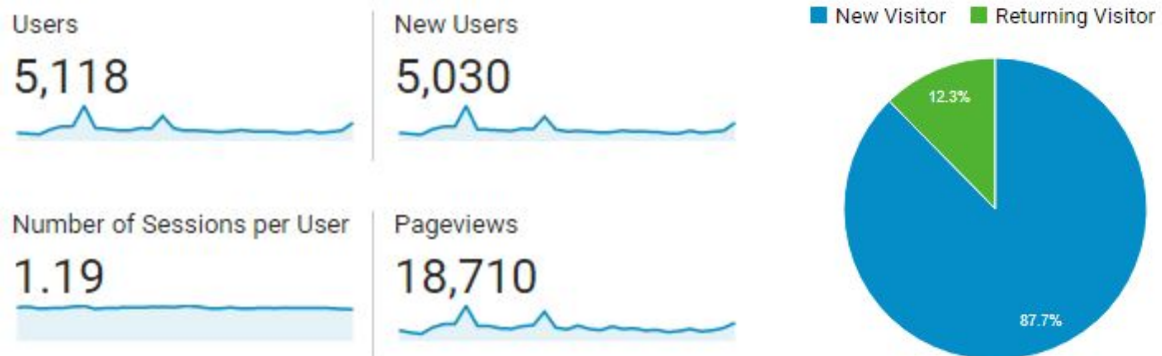 Users
5,118
New Users
5,030
Number of Sessions per User
1.19
Pageviews
18,710
New Visitor
Returning Visitor
12.3%
87.7%